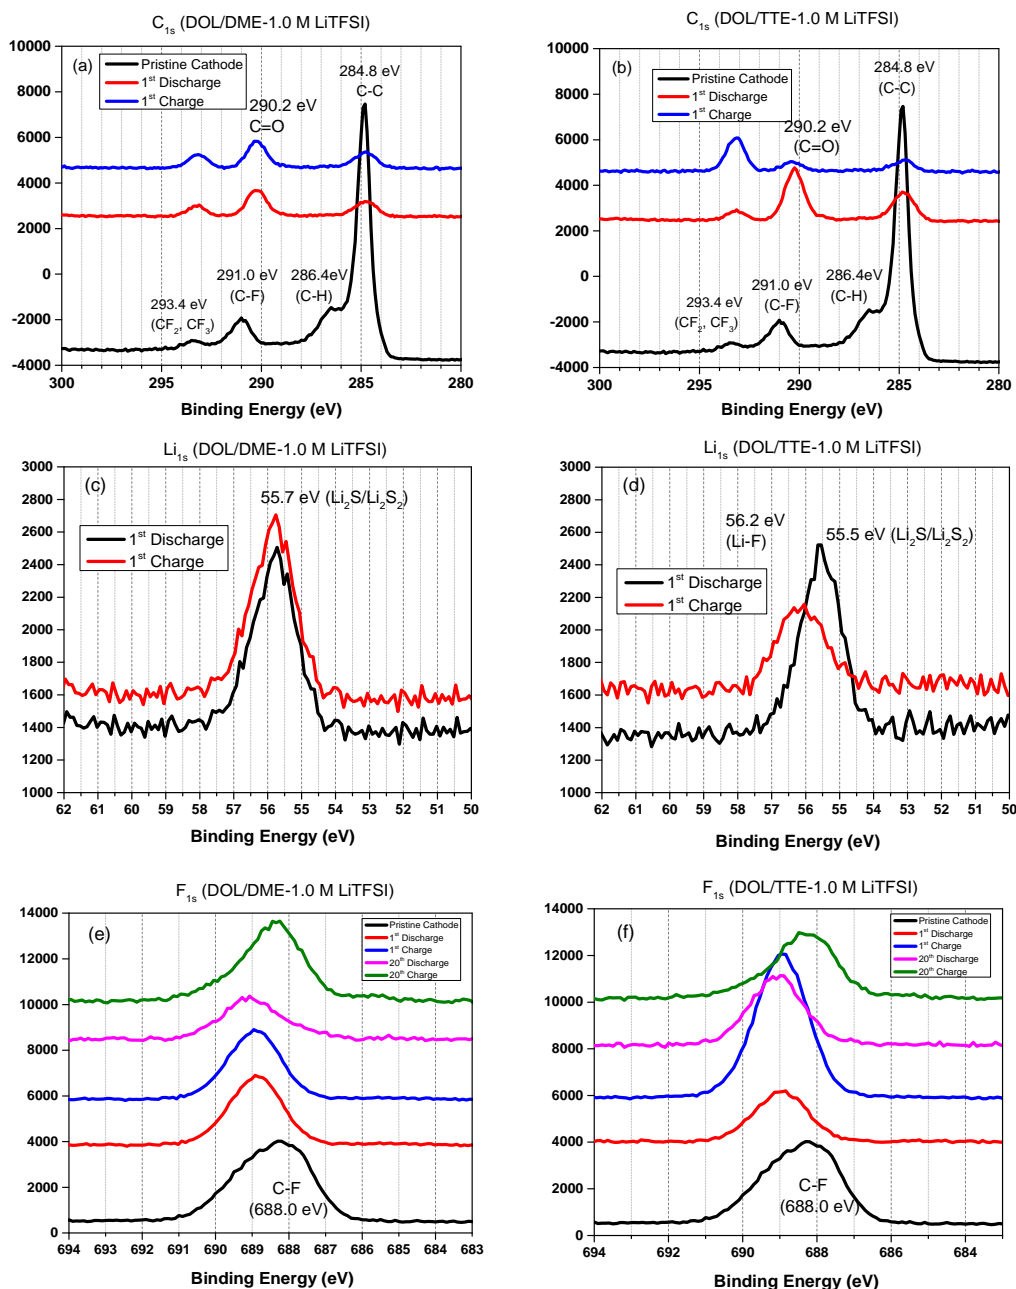 C1s (DOL/DME-1.0 M LiTFSI)
(a)
Pristine Cathode
1st Discharge
1st Charge
284.8 eV
C-C
290.2 eV
C=O
291.0 eV
(C-F)
286.4eV
(C-H)
293.4 eV
(CF2, CF3)
10000
8000
6000
4000
2000
0
-2000
-4000
300 295 290 285 280
Binding Energy (eV)
C1s (DOL/TTE-1.0 M LiTFSI)
(b)
Pristine Cathode
1st Discharge
1st Charge
284.8 eV
(C-C)
290.2 eV
(C=O)
291.0 eV
(C-F)
286.4eV
(C-H)
293.4 eV
(CF2, CF3)
10000
8000
6000
4000
2000
0
-2000
-4000
300 295 290 285 280
Binding Energy (eV)
Li1s (DOL/DME-1.0 M LiTFSI)
(c)
55.7 eV (Li2S/Li2S2)
1st Discharge
1st Charge
3000
2800
2600
2400
2200
2000
1800
1600
1400
1200
1000
62 61 60 59 58 57 56 55 54 53 52 51 50
Binding Energy (eV)
Li1s (DOL/TTE-1.0 M LiTFSI)
(d)
56.2 eV
(Li-F)
55.5 eV (Li2S/Li2S2)
1st Discharge
1st Charge
3000
2800
2600
2400
2200
2000
1800
1600
1400
1200
1000
62 61 60 59 58 57 56 55 54 53 52 51 50
Binding Energy (eV)
F1s (DOL/DME-1.0 M LiTFSI)
(e)
Pristine Cathode
1st Discharge
1st Charge
20th Discharge
20th Charge
C-F
(688.0 eV)
14000
12000
10000
8000
6000
4000
2000
0
694 693 692 691 690 689 688 687 686 685 684 683
Binding Energy (eV)
F1s (DOL/TTE-1.0 M LiTFSI)
(f)
Pristine Cathode
1st Discharge
1st Charge
20th Discharge
20th Charge
C-F
(688.0 eV)
14000
12000
10000
8000
6000
4000
2000
0
694 692 690 688 686 684
Binding Energy (eV)